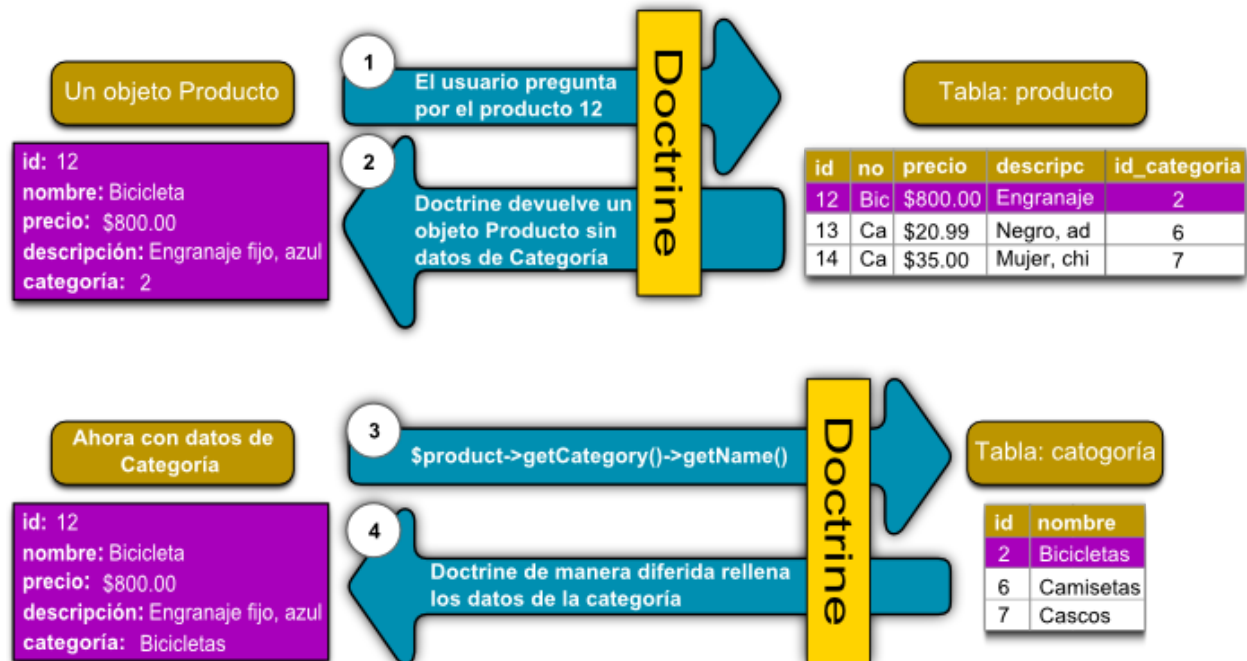 1
El usuario pregunta
por el producto 12
Doctrine
Un objeto Producto
id: 12
nombre: Bicicleta
precio: $800.00
descripción: Engranaje fijo, azul
categoría: 2
2
Doctrine devuelve un
objeto Producto sin
datos de Categoría
Tabla: producto
id no precio descripc id_categoria
12 Bic $800.00 Engranaje 2
13 Ca $20.99 Negro, ad 6
14 Ca $35.00 Mujer, chi 7
Ahora con datos de
Categoría
id: 12
nombre: Bicicleta
precio: $800.00
descripción: Engranaje fijo, azul
categoría: Bicicletas
3
$product->getCategory()->getName()
4
Doctrine de manera diferida rellena
los datos de la categoría
Doctrine
Tabla: catogoría
id nombre
2 Bicicletas
6 Camisetas
7 Cascos